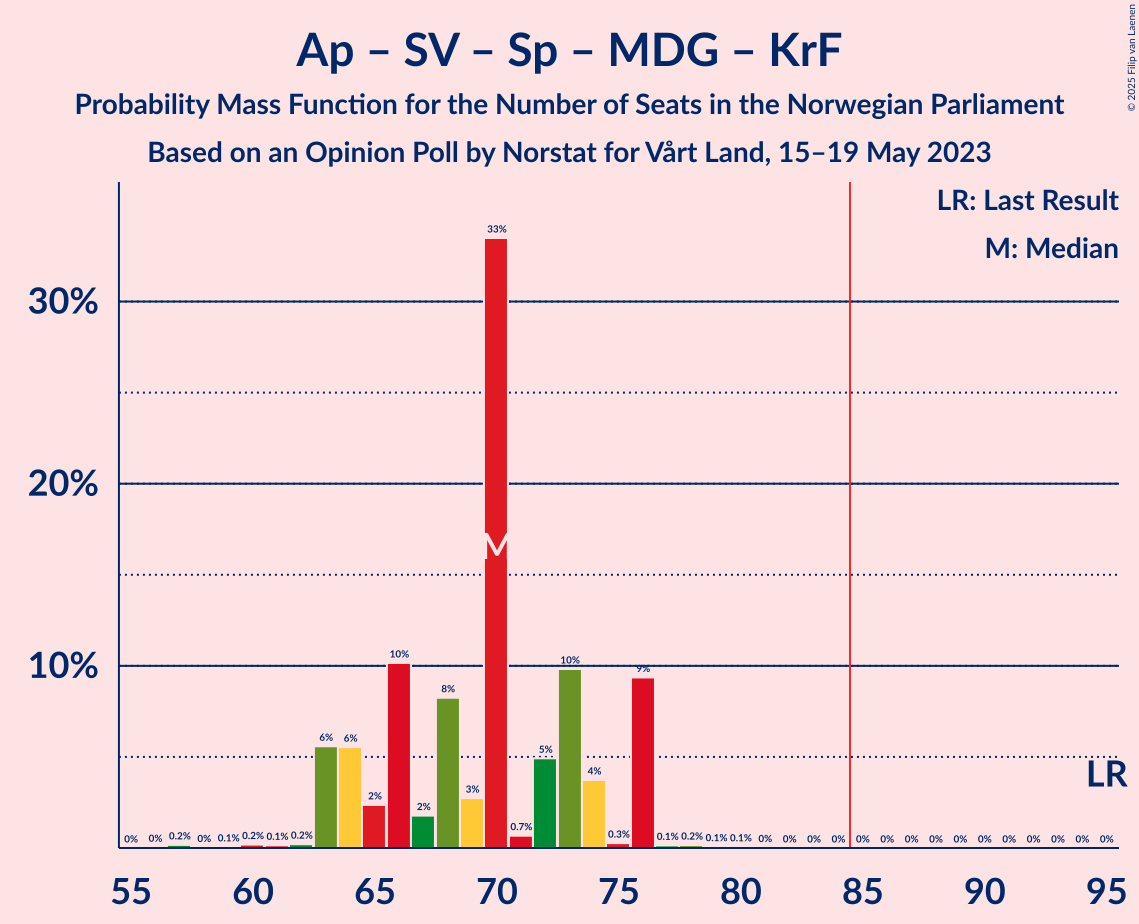 Ap – SV – Sp – MDG – KrF
Probability Mass Function for the Number of Seats in the Norwegian Parliament
Based on an Opinion Poll by Norstat for Vårt Land, 15–19 May 2023
© 2025 Filip van Laenen
LR: Last Result
M: Median
30%
20%
10%
0% 0% 0.2% 0% 0.1% 0.2% 0.1% 0.2% 6% 6% 2% 10% 2% 8% 3% 33% 0.7% 5% 10% 4% 0.3% 9% 0.1% 0.2% 0.1% 0.1% 0% 0% 0% 0% 0% 0% 0% 0% 0% 0% 0% 0% 0% 0% 0%
M
LR
55 60 65 70 75 80 85 90 95